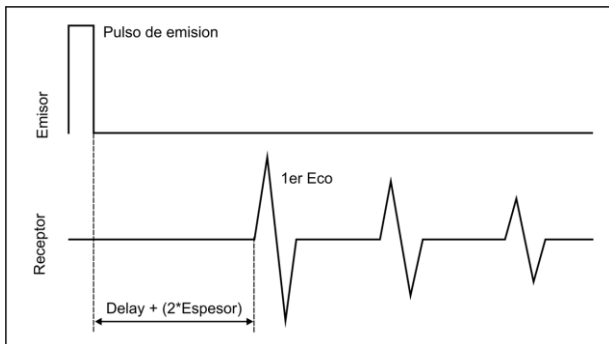 Pulso de emision
Emisor
1er Eco
Receptor
Delay + (2*Espesor)